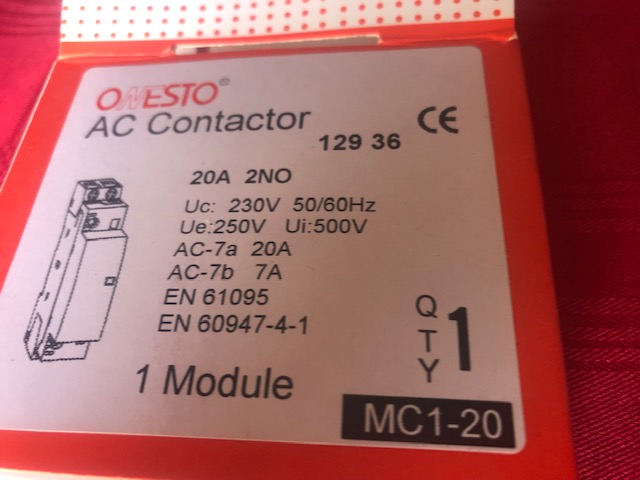 ONESTO®
AC Contactor
129 36
CE
20A 2NO
Uc: 230V 50/60Hz
Ue:250V Ui:500V
AC-7a 20A
AC-7b 7A
EN 61095
EN 60947-4-1
QTY 1
1 Module
MC1-20